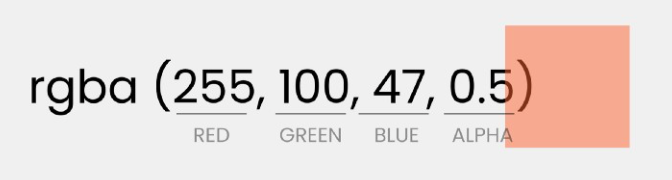 rgba (255, 100, 47, 0.5)
RED GREEN BLUE ALPHA